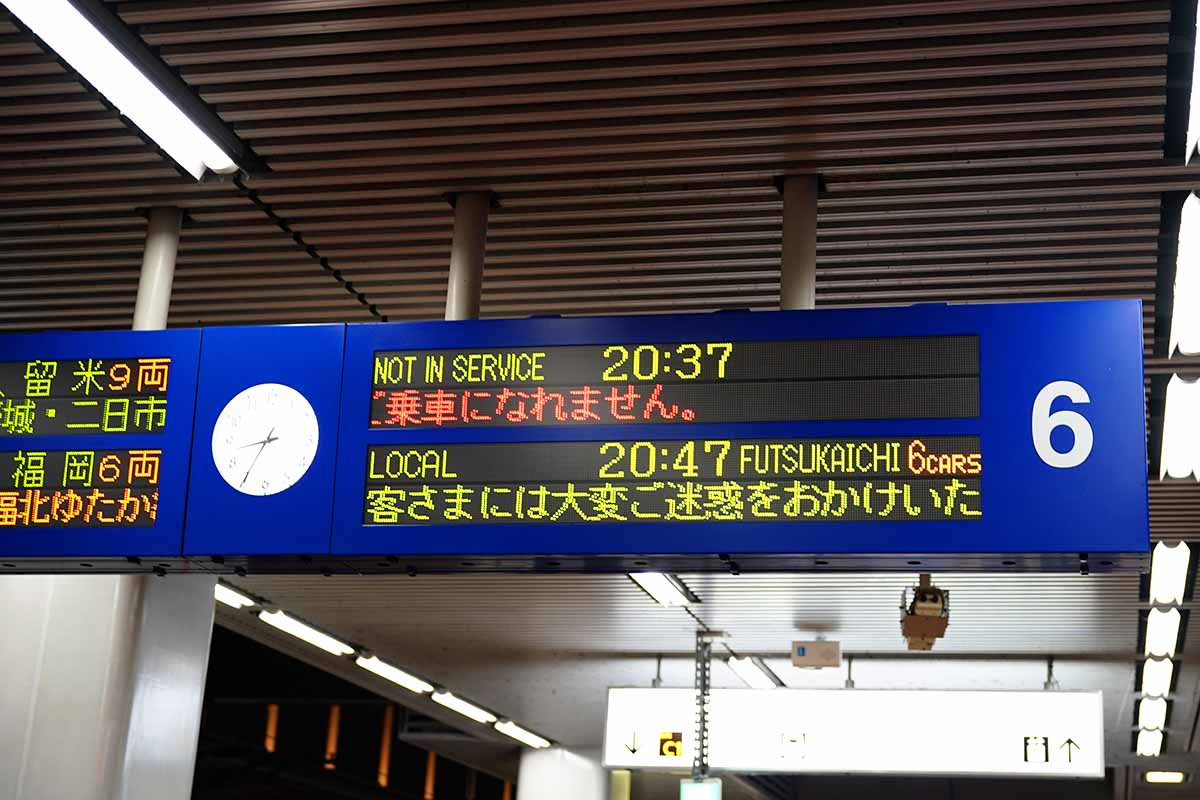 留米9両
城・二日市
福岡6両
福北ゆたか
NOT IN SERVICE 20:37
乗車になれません。
LOCAL 20:47 FUTSUKAICHI 6CARS
客さまには大変ご迷惑をおかけいた
6